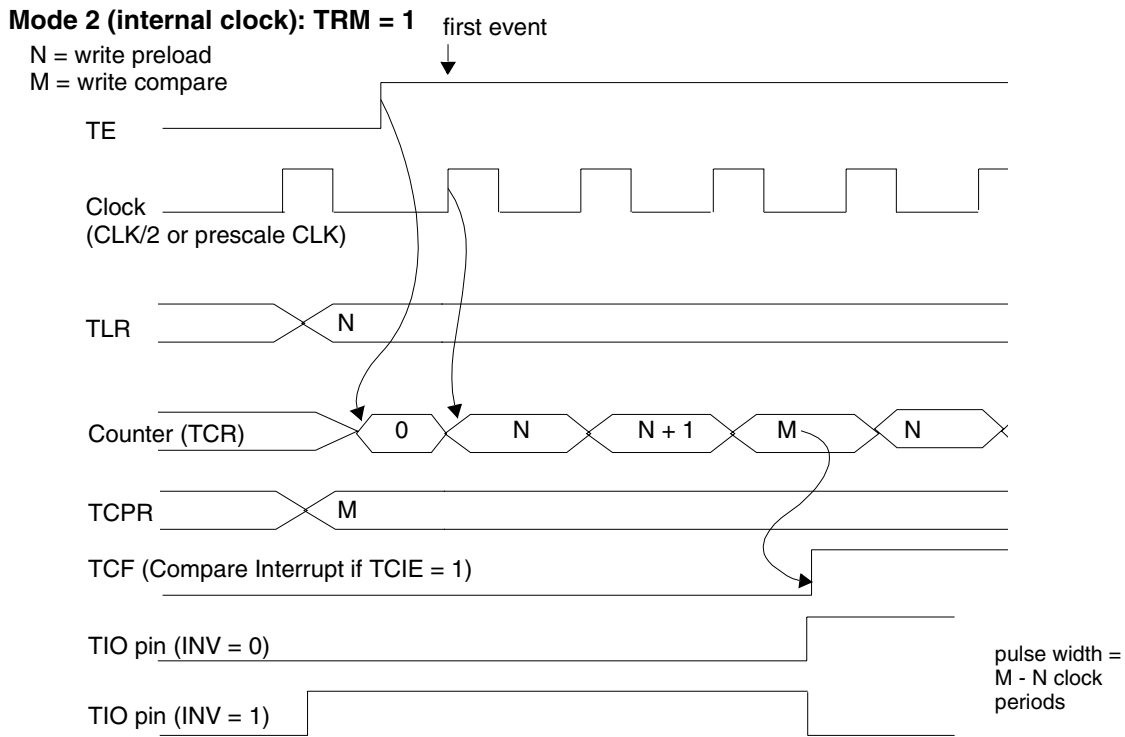 Mode 2 (internal clock): TRM = 1
first event
N = write preload
M = write compare
TE
Clock
(CLK/2 or prescale CLK)
TLR
N
Counter (TCR)
0
N
N + 1
M
N
TCPR
M
TCF (Compare Interrupt if TCIE = 1)
TIO pin (INV = 0)
pulse width =
M - N clock
periods
TIO pin (INV = 1)